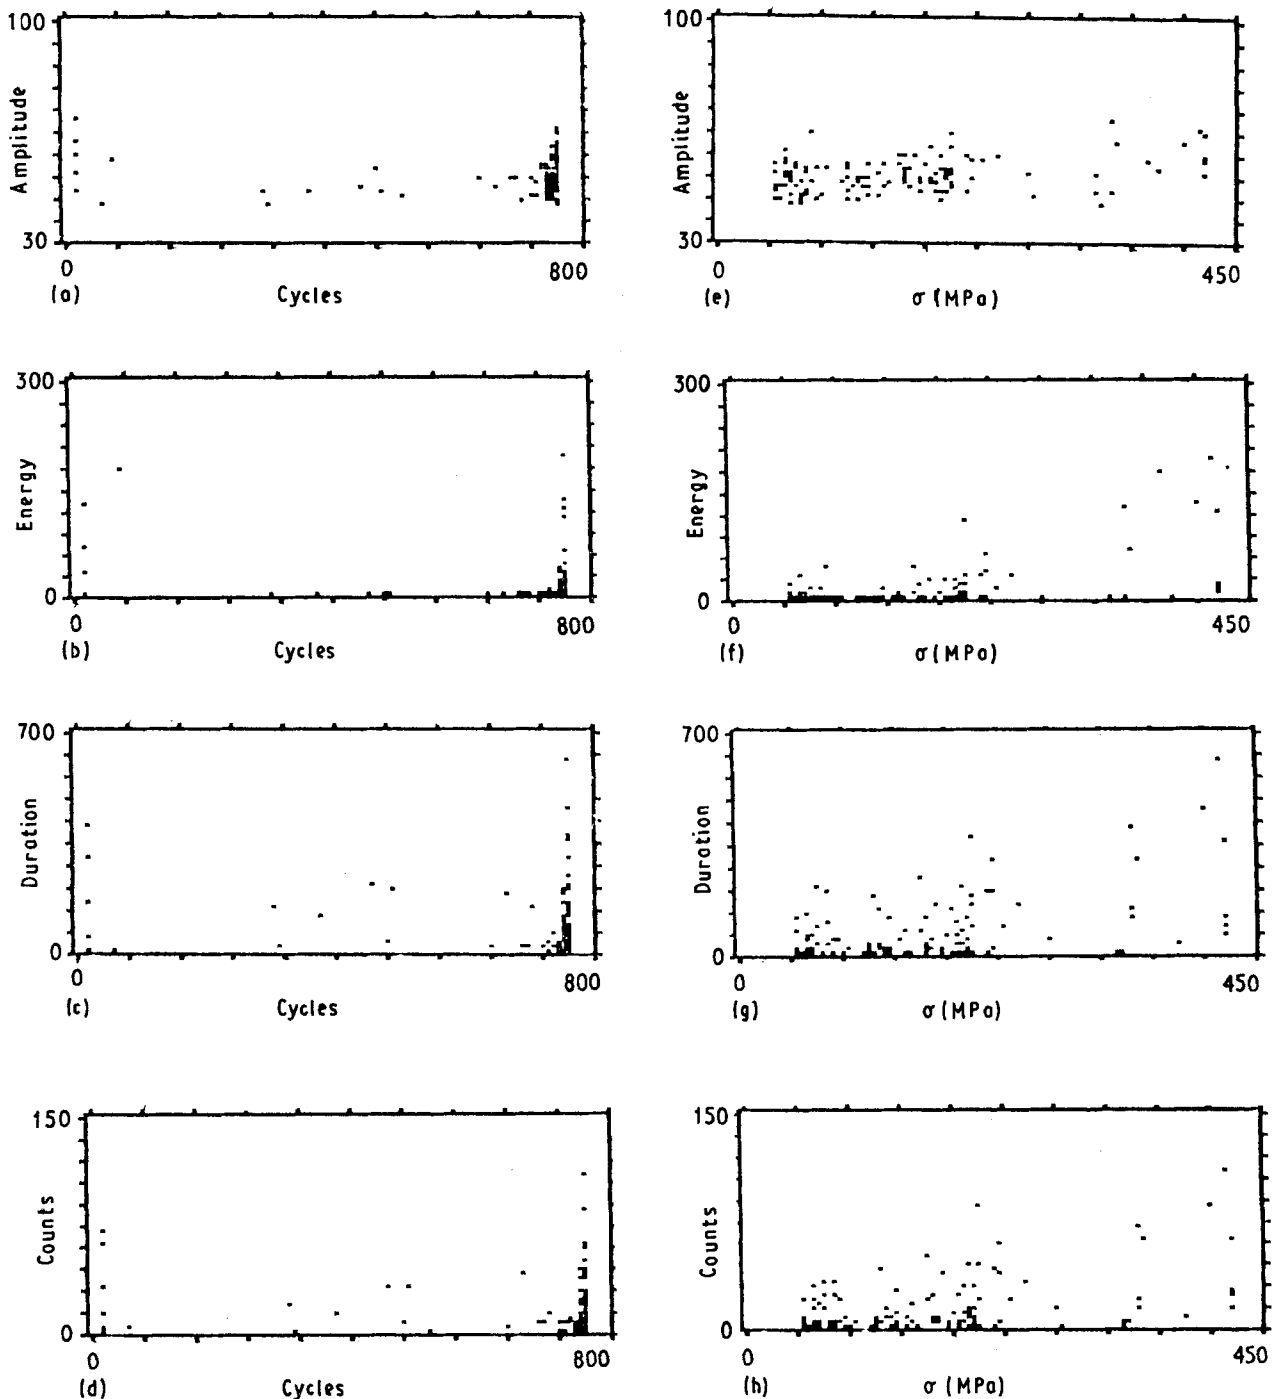 100
Amplitude
30
0
800
(a)
Cycles
100
Amplitude
30
0
450
(e)
σ (MPa)
300
Energy
0
0
800
(b)
Cycles
300
Energy
0
0
450
(f)
σ (MPa)
700
Duration
0
0
800
(c)
Cycles
700
Duration
0
0
450
(g)
σ (MPa)
150
Counts
0
0
800
(d)
Cycles
150
Counts
0
0
450
(h)
σ (MPa)